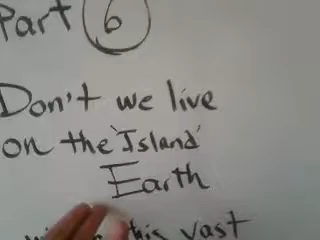 Part 6
Don't we live
on the 'Island'
Earth
this vast